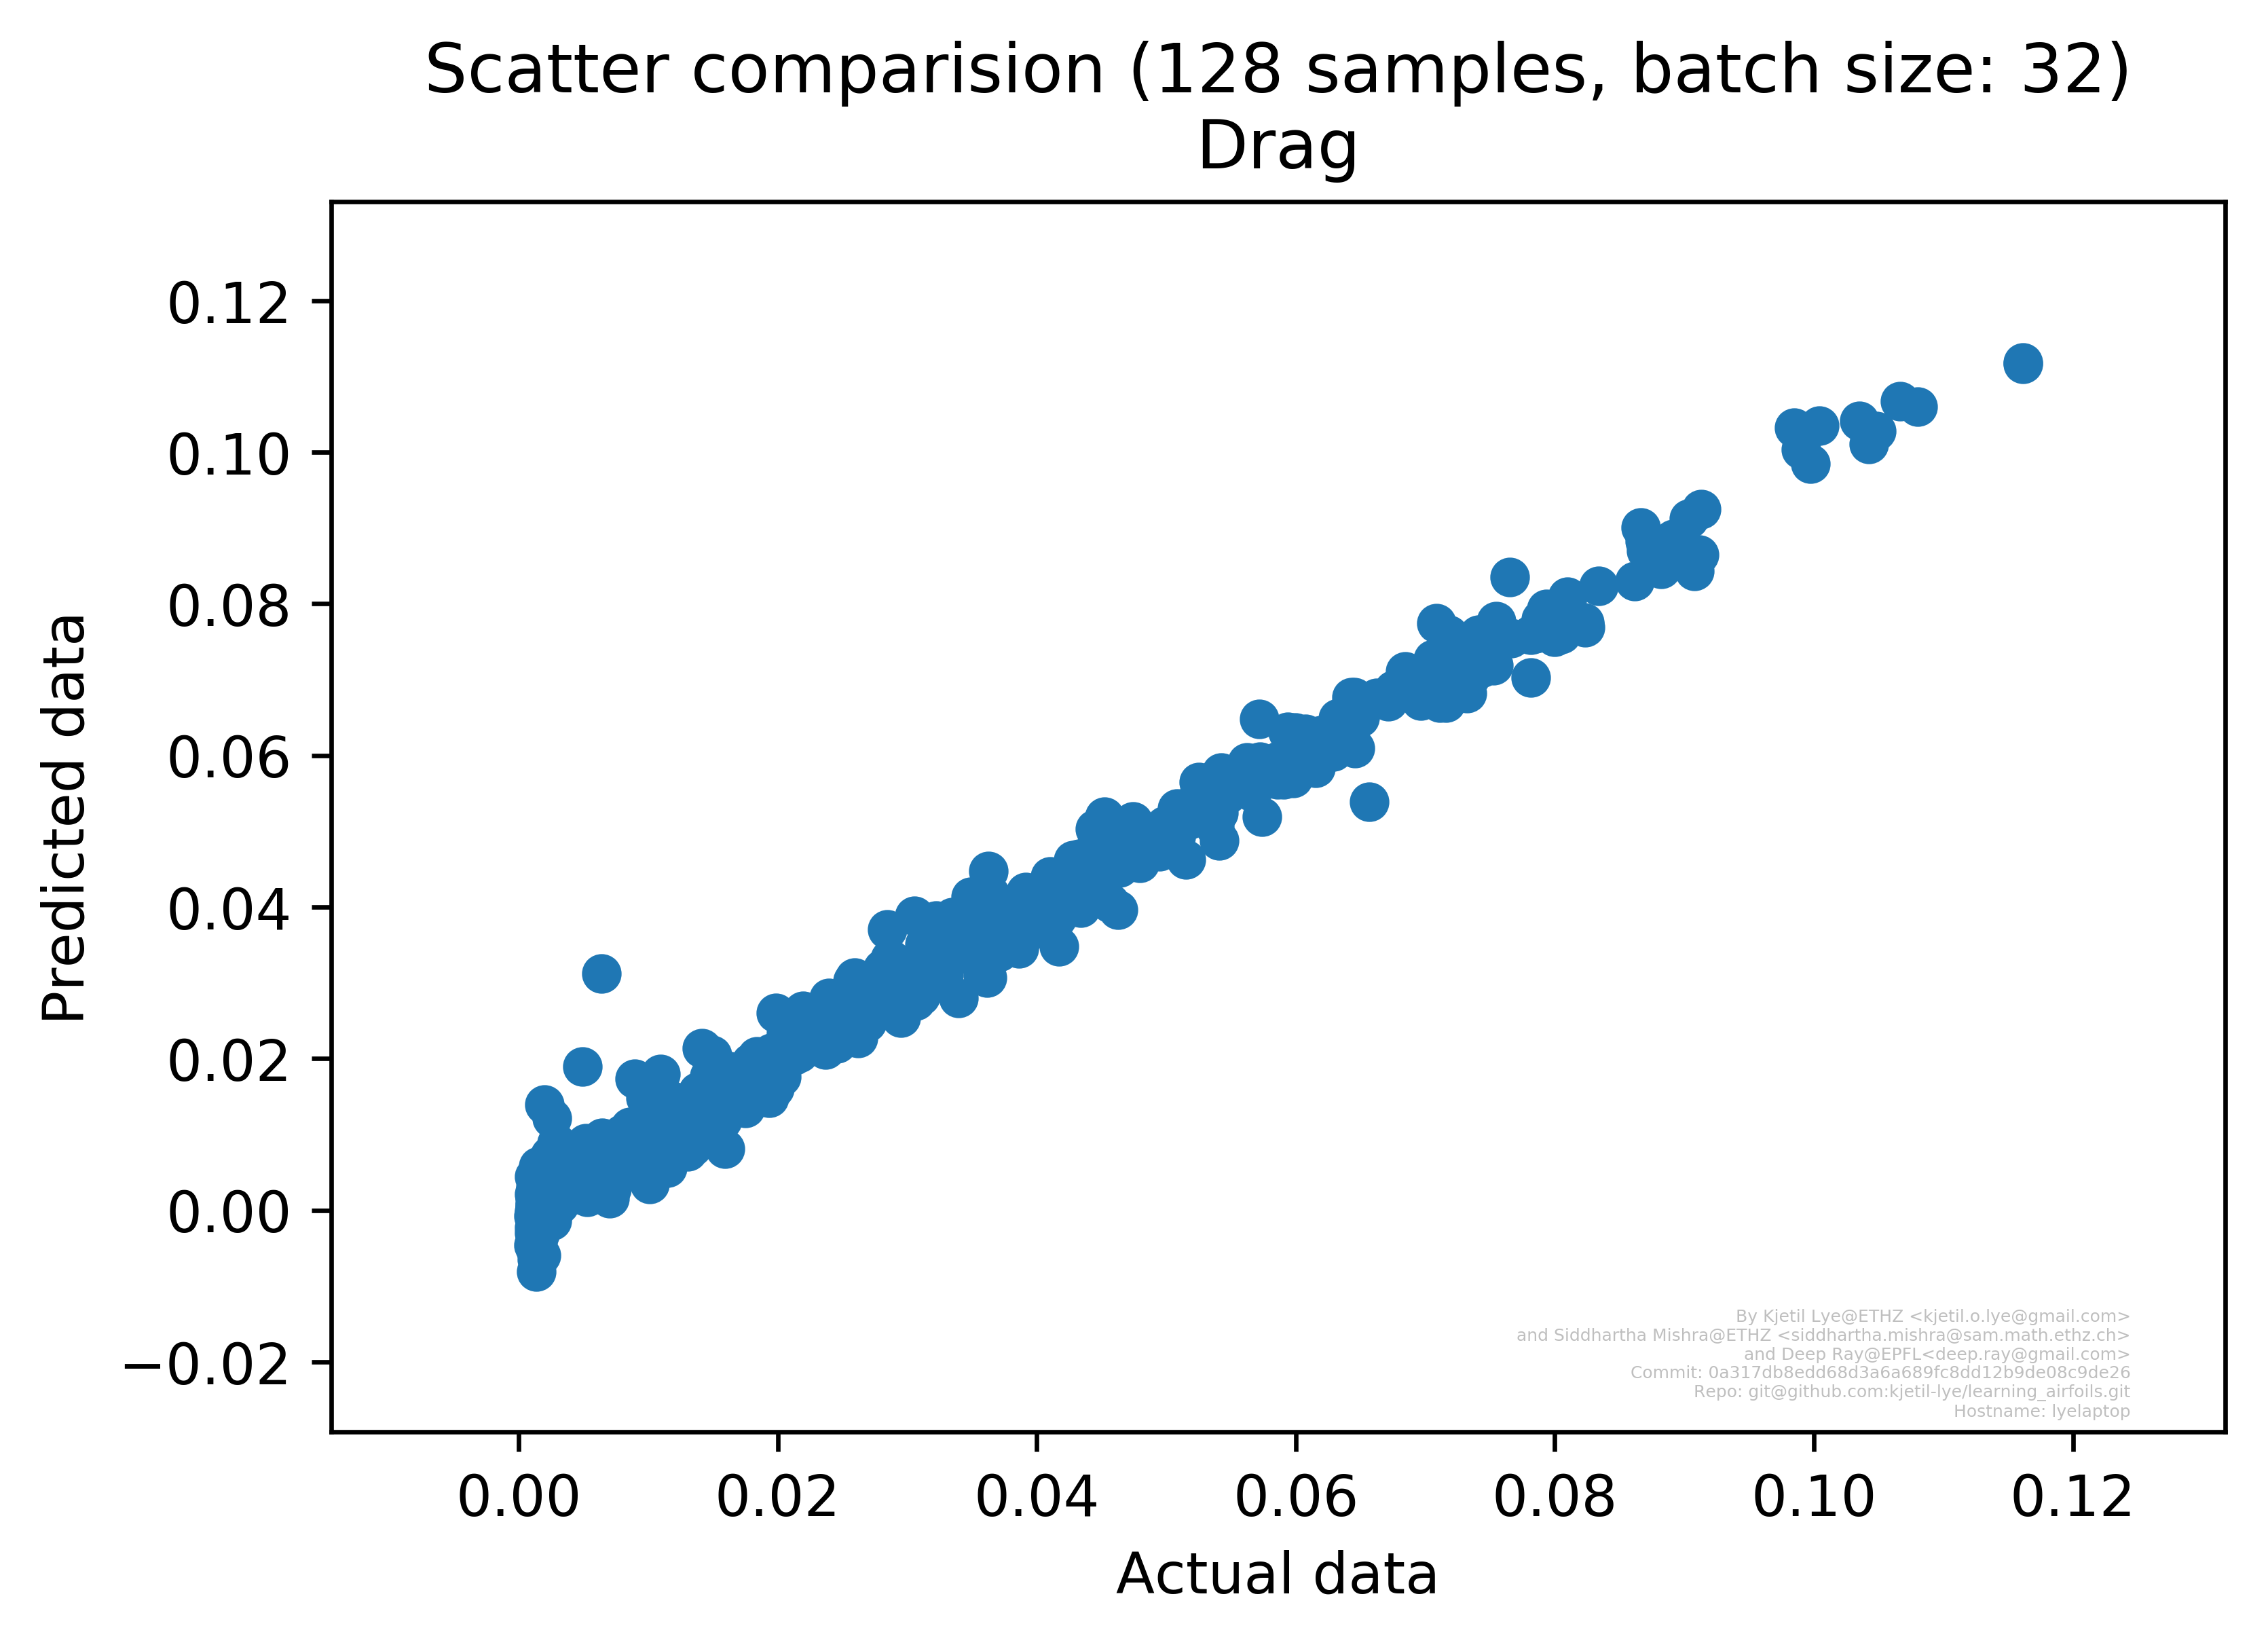 Scatter comparision (128 samples, batch size: 32)
Drag
0.12
0.10
0.08
0.06
0.04
0.02
0.00
−0.02
Predicted data
By Kjetil Lye@ETHZ <kjetil.o.lye@gmail.com>
and Siddhartha Mishra@ETHZ <siddhartha.mishra@sam.math.ethz.ch>
and Deep Ray@EPFL<deep.ray@gmail.com>
Commit: 0a317db8edd68d3a6a689fc8dd12b9de08c9de26
Repo: git@github.com:kjetil-lye/learning_airfoils.git
Hostname: lyelaptop
0.00 0.02 0.04 0.06 0.08 0.10 0.12
Actual data